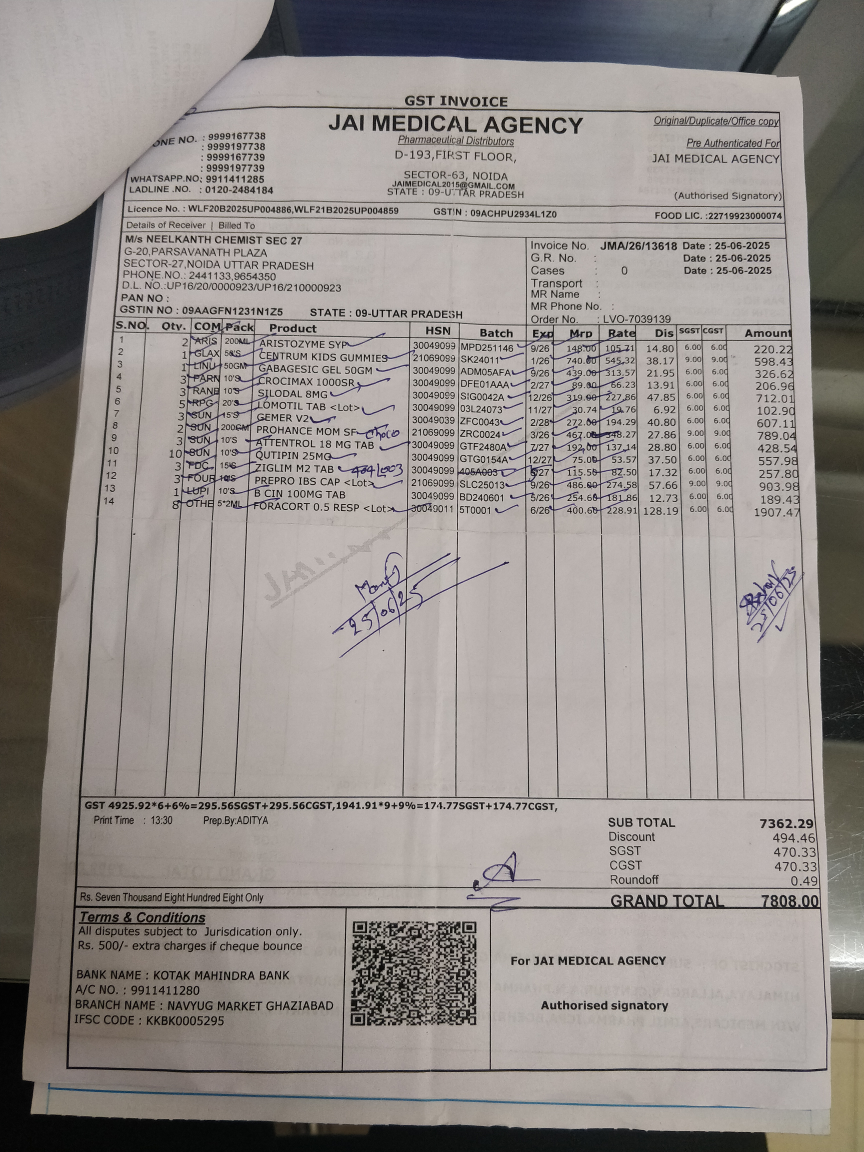 GST INVOICE
JAI MEDICAL AGENCY
Pharmaceutical Distributors
D-193,FIRST FLOOR,
SECTOR-63, NOIDA
JAIMEDICAL2015@GMAIL.COM
STATE : 09-UTTAR PRADESH
ONE NO. : 9999167738
: 9999197738
: 9999167739
: 9999197739
WHATSAPP.NO: 9911411285
LADLINE .NO. : 0120-2484184
Original/Duplicate/Office copy
Pre Authenticated For
JAI MEDICAL AGENCY
(Authorised Signatory)
Licence No. : WLF20B2025UP004886,WLF21B2025UP004859 GSTIN : 09ACHPU2934L1Z0 FOOD LIC. :22719923000074
Details of Receiver | Billed To
M/s NEELKANTH CHEMIST SEC 27
G-20,PARSAVANATH PLAZA
SECTOR-27,NOIDA UTTAR PRADESH
PHONE.NO.: 2441133,9654350
D.L. NO.:UP16/20/0000923/UP16/210000923
PAN NO :
GSTIN NO : 09AAGFN1231N1Z5 STATE : 09-UTTAR PRADESH
Invoice No. JMA/26/13618 Date : 25-06-2025
G.R. No. : Date : 25-06-2025
Cases : 0 Date : 25-06-2025
Transport :
MR Name :
MR Phone No. :
Order No. : LVO-7039139
S.NO. Qty. COM Pack Product HSN Batch Exp Mrp Rate Dis SGST CGST Amount
1 2 ARIS 200ML ARISTOZYME SYP 30049099 MPD251146 9/26 148.00 105.71 14.80 6.00 6.00 220.22
2 1 GLAX 5&#x27;S CENTRUM KIDS GUMMIES 21069099 SK24011 1/26 740.00 545.32 38.17 9.00 9.00 598.43
3 1 LINU 50GM GABAGESIC GEL 50GM 30049099 ADM05AFA 9/26 439.00 313.57 21.95 6.00 6.00 326.62
4 3 FARN 10'S CROCIMAX 1000SR 30049099 DFE01AAA 2/27 89.00 66.23 13.91 6.00 6.00 206.96
5 3 RANB 10'S SILODAL 8MG 30049099 SIG0042A 12/26 319.00 227.86 47.85 6.00 6.00 712.01
6 5 RPG 20'S LOMOTIL TAB <Lot> 30049099 03L24073 11/27 30.74 19.76 6.92 6.00 6.00 102.90
7 3 SUN 15'S GEMER V2 30049039 ZFC0043 2/28 272.00 194.29 40.80 6.00 6.00 607.11
8 2 SUN 200GM PROHANCE MOM SF choco 21069099 ZRC0024 3/26 467.00 348.27 27.86 9.00 9.00 789.04
9 3 SUN 10'S ATTENTROL 18 MG TAB 30049099 GTF2480A 7/27 192.00 137.14 28.80 6.00 6.00 428.54
10 10 SUN 10'S QUTIPIN 25MG 30049099 GTG0154A 12/27 75.00 53.57 37.50 6.00 6.00 557.98
11 3 FDC 15'S ZIGLIM M2 TAB 30049099 405A003 5/27 115.50 82.50 17.32 6.00 6.00 257.80
12 3 FOUR 10'S PREPRO IBS CAP <Lot> 21069099 SLC25013 9/26 486.90 274.58 57.66 9.00 9.00 903.98
13 1 LUPI 10'S B CIN 100MG TAB 30049099 BD240601 5/26 254.60 181.86 12.73 6.00 6.00 189.43
14 8 OTHE 5*2ML FORACORT 0.5 RESP <Lot> 30049011 5T0001 6/26 400.60 228.91 128.19 6.00 6.00 1907.47
25/06/25
25/06/25
GST 4925.92*6+6%=295.56SGST+295.56CGST,1941.91*9+9%=174.77SGST+174.77CGST,
Print Time : 13:30 Prep.By:ADITYA
SUB TOTAL 7362.29
Discount 494.46
SGST 470.33
CGST 470.33
Roundoff 0.49
Rs. Seven Thousand Eight Hundred Eight Only
GRAND TOTAL 7808.00
Terms & Conditions
All disputes subject to Jurisdication only.
Rs. 500/- extra charges if cheque bounce
BANK NAME : KOTAK MAHINDRA BANK
A/C NO. : 9911411280
BRANCH NAME : NAVYUG MARKET GHAZIABAD
IFSC CODE : KKBK0005295
For JAI MEDICAL AGENCY
Authorised signatory